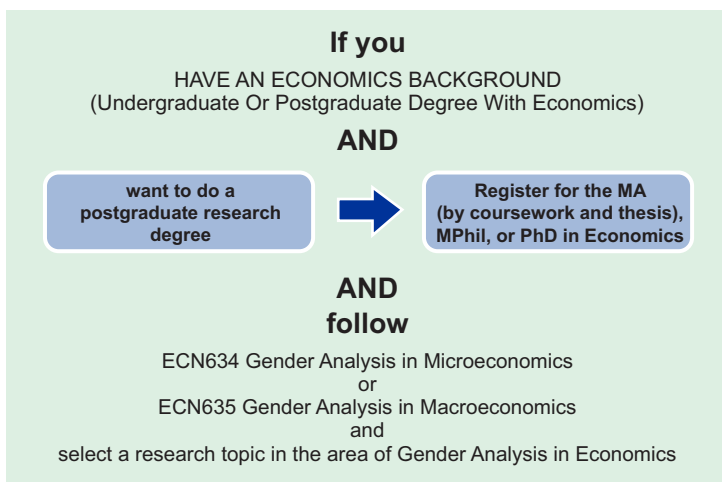 If you
HAVE AN ECONOMICS BACKGROUND
(Undergraduate Or Postgraduate Degree With Economics)
AND
want to do a
postgraduate research
degree
Register for the MA
(by coursework and thesis),
MPhil, or PhD in Economics
AND
follow
ECN634 Gender Analysis in Microeconomics
or
ECN635 Gender Analysis in Macroeconomics
and
select a research topic in the area of Gender Analysis in Economics